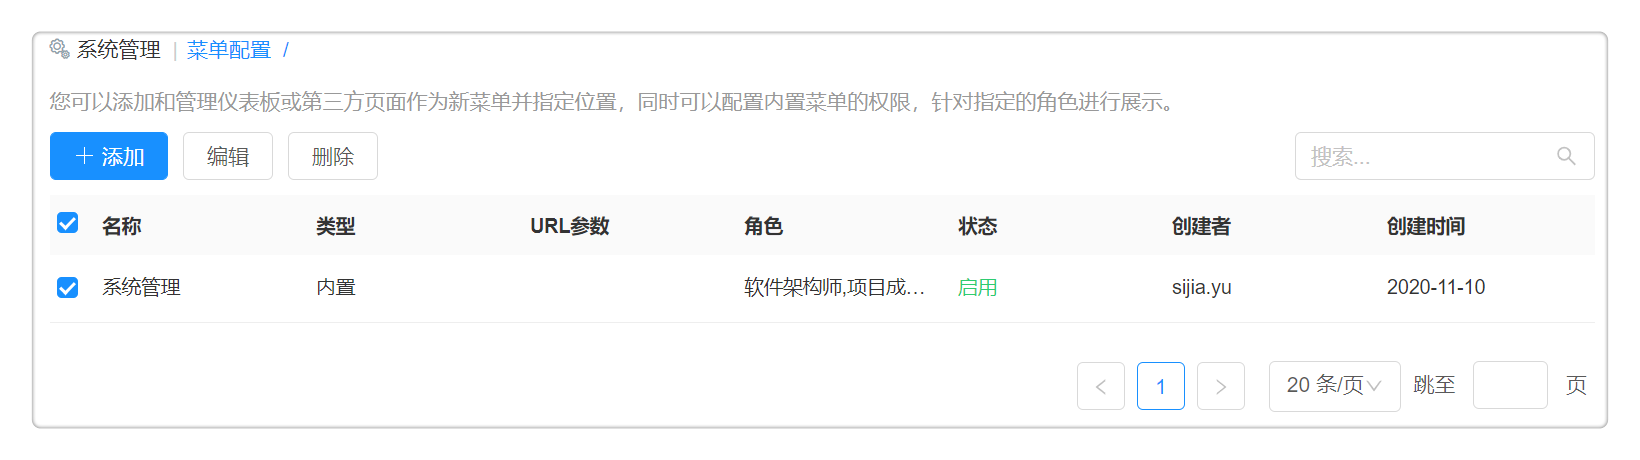 系统管理 | 菜单配置 /
您可以添加和管理仪表板或第三方页面作为新菜单并指定位置，同时可以配置内置菜单的权限，针对指定的角色进行展示。
添加 编辑 删除 搜索...
名称 类型 URL参数 角色 状态 创建者 创建时间
系统管理 内置 软件架构师,项目成... 启用 sijia.yu 2020-11-10
< 1 > 20 条/页 跳至 页